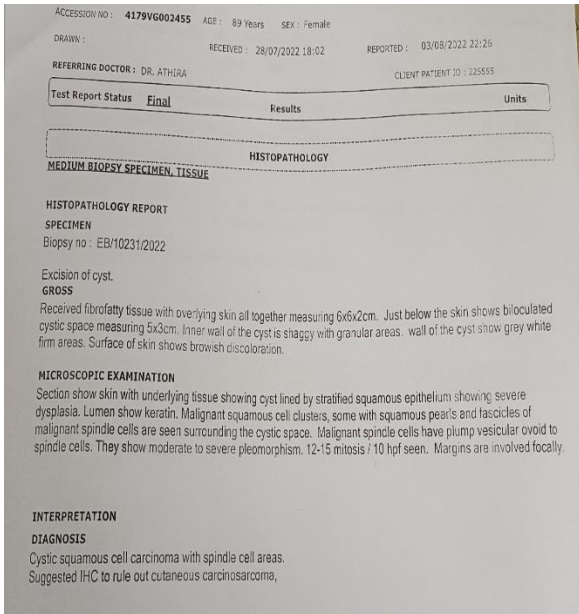 ACCESSION NO : 4179VG002455 AGE : 89 Years SEX : Female
DRAWN : RECEIVED : 28/07/2022 18:02 REPORTED : 03/08/2022 22:26
REFERRING DOCTOR : DR. ATHIRA CLIENT PATIENT ID : 225555
Test Report Status Final Results Units
HISTOPATHOLOGY
MEDIUM BIOPSY SPECIMEN, TISSUE
HISTOPATHOLOGY REPORT
SPECIMEN
Biopsy no : EB/10231/2022
Excision of cyst.
GROSS
Received fibrofatty tissue with overlying skin all together measuring 6x6x2cm. Just below the skin shows biloculated
cystic space measuring 5x3cm. Inner wall of the cyst is shaggy with granular areas. wall of the cyst show grey white
firm areas. Surface of skin shows browish discoloration.
MICROSCOPIC EXAMINATION
Section show skin with underlying tissue showing cyst lined by stratified squamous epithelium showing severe
dysplasia. Lumen show keratin. Malignant squamous cell clusters, some with squamous pearls and fascicles of
malignant spindle cells are seen surrounding the cystic space. Malignant spindle cells have plump vesicular ovoid to
spindle cells. They show moderate to severe pleomorphism. 12-15 mitosis / 10 hpf seen. Margins are involved focally.
INTERPRETATION
DIAGNOSIS
Cystic squamous cell carcinoma with spindle cell areas.
Suggested IHC to rule out cutaneous carcinosarcoma,